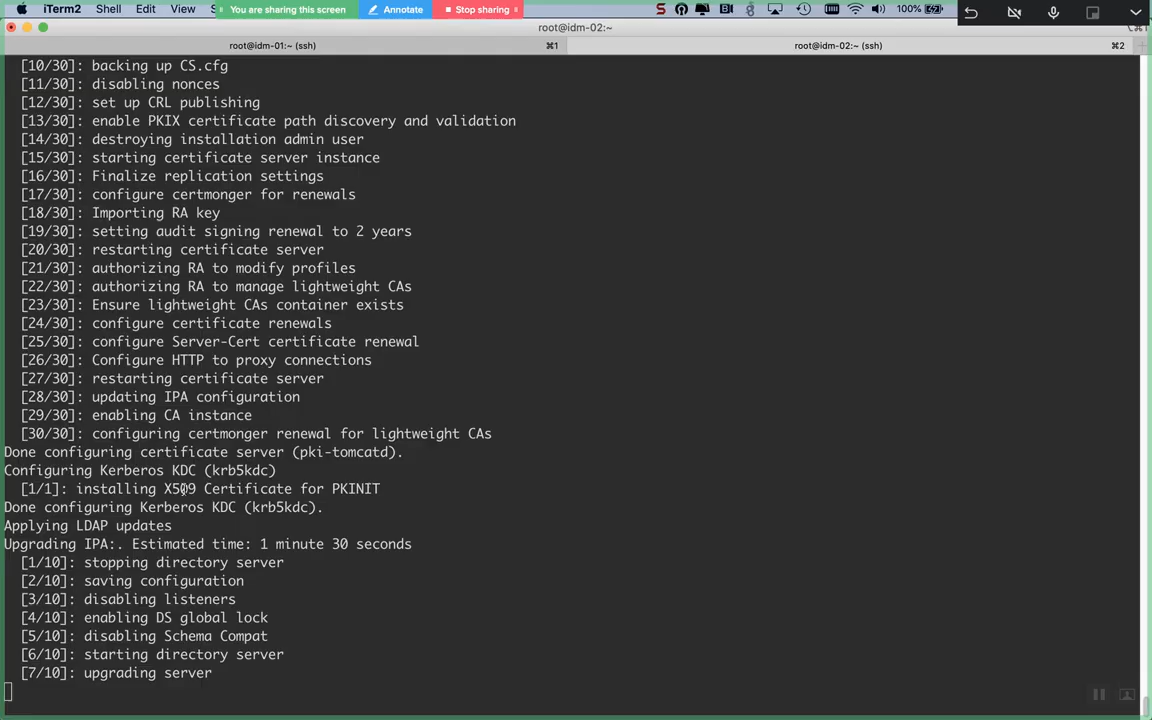 iTerm2 Shell Edit View You are sharing this screen Annotate Stop sharing 100%
root@idm-02:~
root@idm-01:~ (ssh) ⌘1 root@idm-02:~ (ssh) ⌘2
[10/30]: backing up CS.cfg
[11/30]: disabling nonces
[12/30]: set up CRL publishing
[13/30]: enable PKIX certificate path discovery and validation
[14/30]: destroying installation admin user
[15/30]: starting certificate server instance
[16/30]: Finalize replication settings
[17/30]: configure certmonger for renewals
[18/30]: Importing RA key
[19/30]: setting audit signing renewal to 2 years
[20/30]: restarting certificate server
[21/30]: authorizing RA to modify profiles
[22/30]: authorizing RA to manage lightweight CAs
[23/30]: Ensure lightweight CAs container exists
[24/30]: configure certificate renewals
[25/30]: configure Server-Cert certificate renewal
[26/30]: Configure HTTP to proxy connections
[27/30]: restarting certificate server
[28/30]: updating IPA configuration
[29/30]: enabling CA instance
[30/30]: configuring certmonger renewal for lightweight CAs
Done configuring certificate server (pki-tomcatd).
Configuring Kerberos KDC (krb5kdc)
[1/1]: installing X509 Certificate for PKINIT
Done configuring Kerberos KDC (krb5kdc).
Applying LDAP updates
Upgrading IPA:. Estimated time: 1 minute 30 seconds
[1/10]: stopping directory server
[2/10]: saving configuration
[3/10]: disabling listeners
[4/10]: enabling DS global lock
[5/10]: disabling Schema Compat
[6/10]: starting directory server
[7/10]: upgrading server